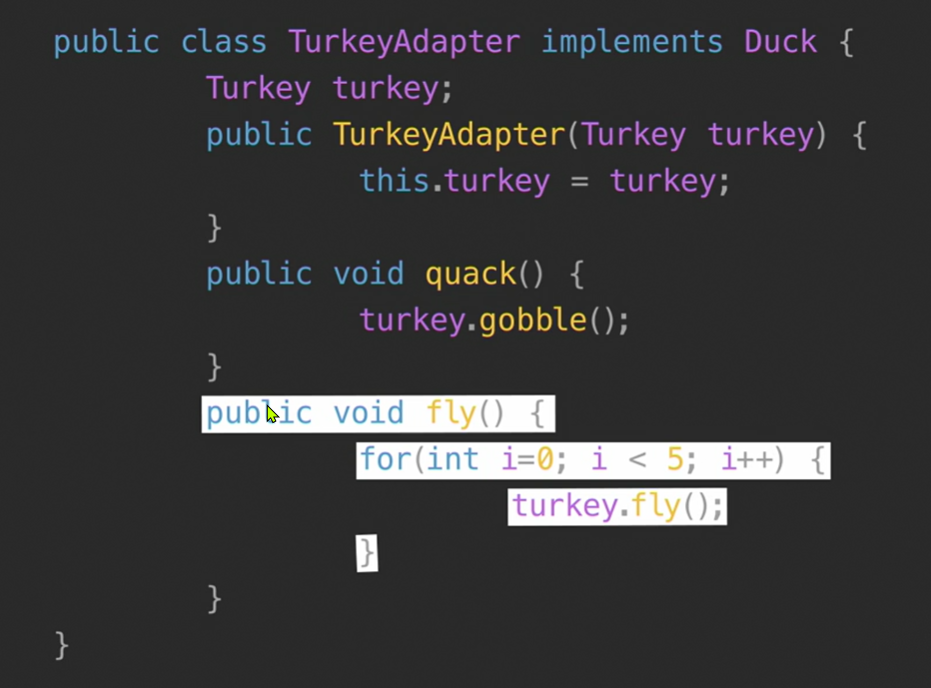 public class TurkeyAdapter implements Duck {
Turkey turkey;
public TurkeyAdapter(Turkey turkey) {
this.turkey = turkey;
}
public void quack() {
turkey.gobble();
}
public void fly() {
for(int i=0; i < 5; i++) {
turkey.fly();
}
}
}